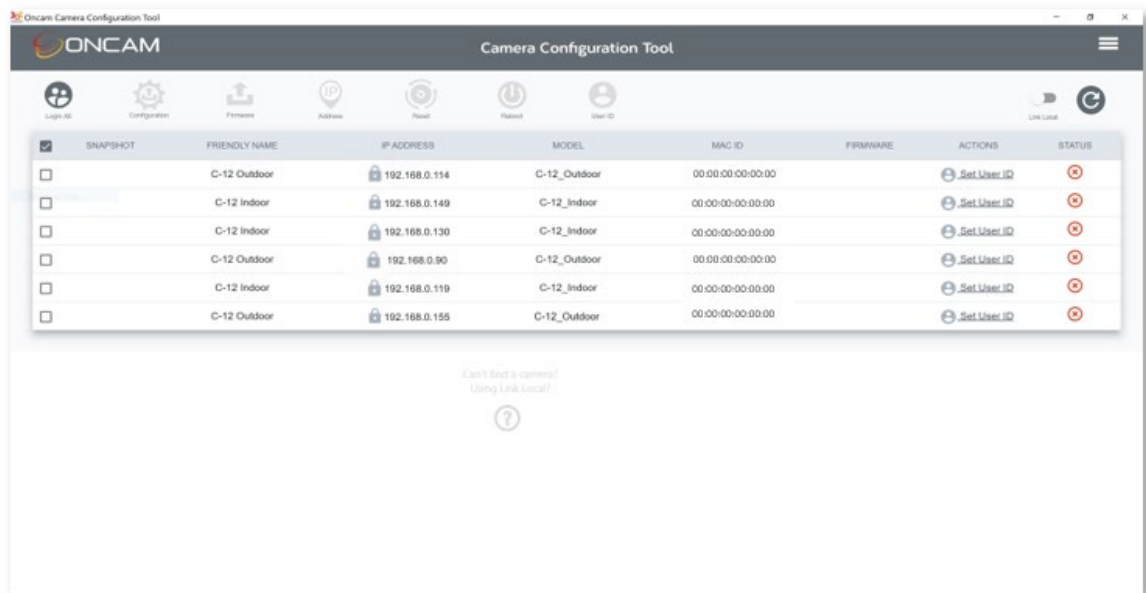 Oncam Camera Configuration Tool
ONCAM Camera Configuration Tool
Login All Configuration Firmware Address Reset Reboot User ID Link Local
IP
SNAPSHOT FRIENDLY NAME IP ADDRESS MODEL MAC ID FIRMWARE ACTIONS STATUS
C-12 Outdoor 192.168.0.114 C-12_Outdoor 00:00:00:00:00:00 Set User ID
C-12 Indoor 192.168.0.149 C-12_Indoor 00:00:00:00:00:00 Set User ID
C-12 Indoor 192.168.0.130 C-12_Indoor 00:00:00:00:00:00 Set User ID
C-12 Outdoor 192.168.0.90 C-12_Outdoor 00:00:00:00:00:00 Set User ID
C-12 Indoor 192.168.0.119 C-12_Indoor 00:00:00:00:00:00 Set User ID
C-12 Outdoor 192.168.0.155 C-12_Outdoor 00:00:00:00:00:00 Set User ID
Can't find a camera?
Using Link Local?
?